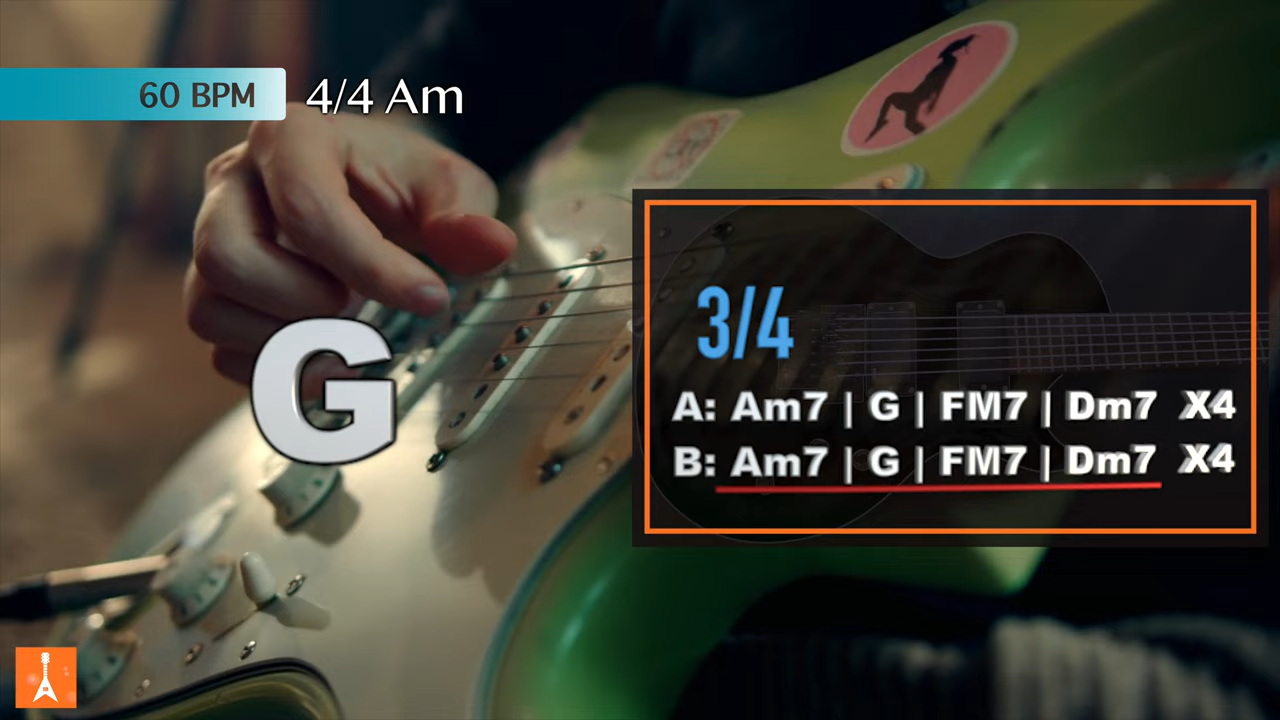 60 BPM 4/4 Am
3/4
G
A: Am7 | G | FM7 | Dm7 X4
B: Am7 | G | FM7 | Dm7 X4